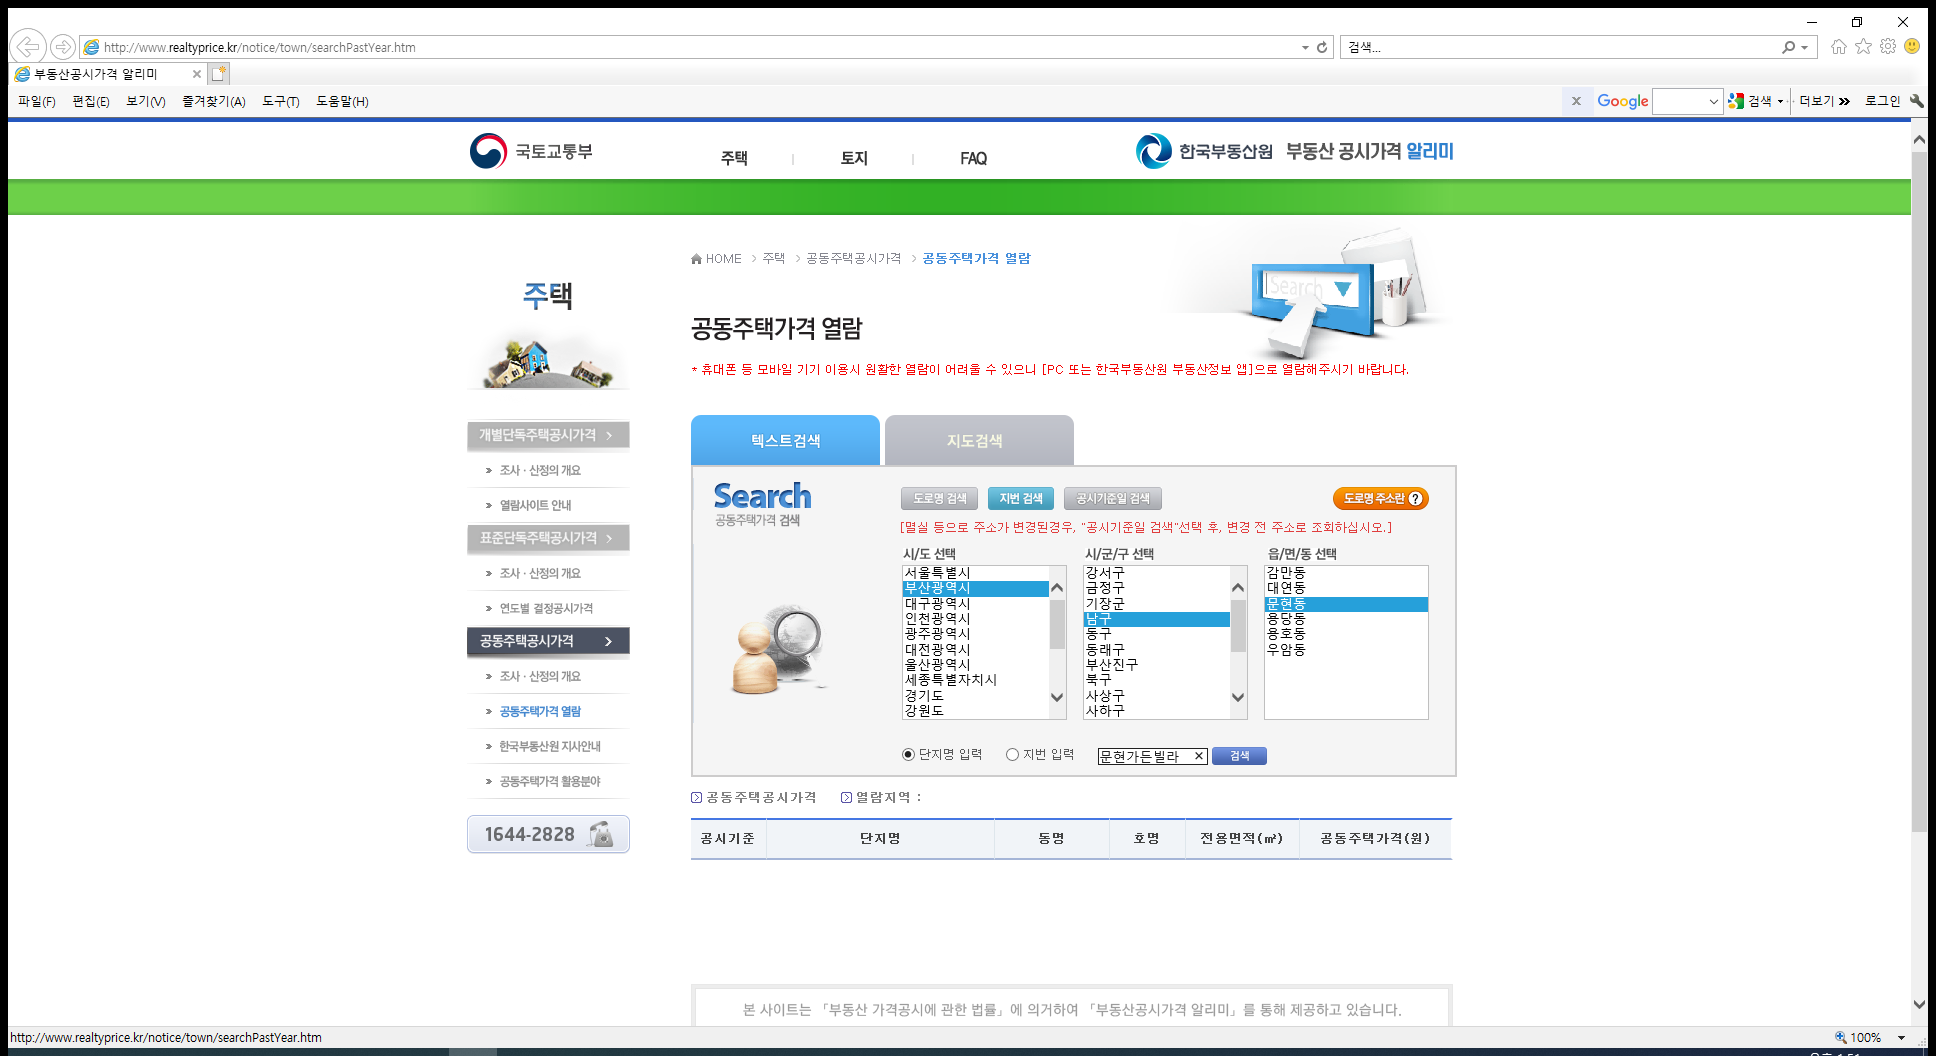 http://www.realtyprice.kr/notice/town/searchPastYear.htm
검색...
부동산공시가격 알리미
파일(F) 편집(E) 보기(V) 즐겨찾기(A) 도구(T) 도움말(H)
x Google 검색 더보기 로그인
국토교통부
주택 토지 FAQ
한국부동산원 부동산 공시가격 알리미
HOME > 주택 > 공동주택공시가격 > 공동주택가격 열람
주택
Search
공동주택가격 열람
* 휴대폰 등 모바일 기기 이용시 원활한 열람이 어려울 수 있으니 [PC 또는 한국부동산원 부동산정보 앱]으로 열람해주시기 바랍니다.
개별단독주택공시가격 >
» 조사 · 산정의 개요
» 열람사이트 안내
표준단독주택공시가격 >
» 조사 · 산정의 개요
» 연도별 결정공시가격
공동주택공시가격 >
» 조사 · 산정의 개요
» 공동주택가격 열람
» 한국부동산원 지사안내
» 공동주택가격 활용분야
1644-2828
텍스트검색 지도검색
Search
공동주택가격 검색
도로명 검색 지번 검색 공시기준일 검색 도로명 주소란 ?
[멸실 등으로 주소가 변경된경우, "공시기준일 검색"선택 후, 변경 전 주소로 조회하십시오.]
시/도 선택
서울특별시
부산광역시
대구광역시
인천광역시
광주광역시
대전광역시
울산광역시
세종특별자치시
경기도
강원도
시/군/구 선택
강서구
금정구
기장군
남구
동구
동래구
부산진구
북구
사상구
사하구
읍/면/동 선택
감만동
대연동
문현동
용당동
용호동
우암동
단지명 입력 지번 입력 문현가든빌라 검색
공동주택공시가격 열람지역 :
공시기준 단지명 동명 호명 전용면적(㎡) 공동주택가격(원)
본 사이트는 「부동산 가격공시에 관한 법률」에 의거하여 「부동산공시가격 알리미」를 통해 제공하고 있습니다.
http://www.realtyprice.kr/notice/town/searchPastYear.htm
100%